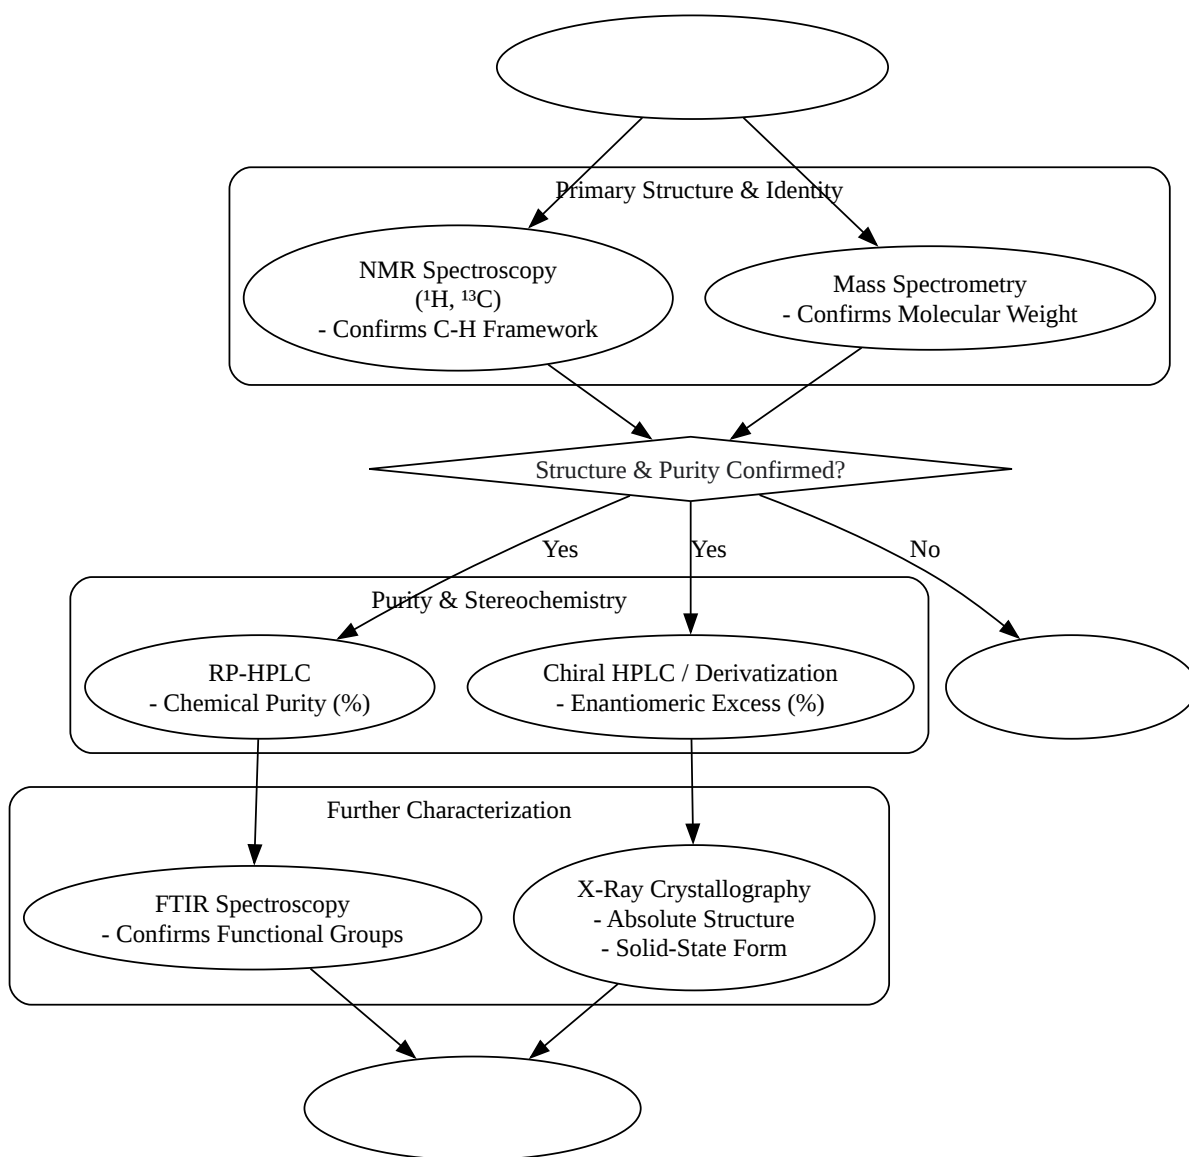 Primary Structure & Identity
NMR Spectroscopy
(¹H, ¹³C)
- Confirms C-H Framework
Mass Spectrometry
- Confirms Molecular Weight
Structure & Purity Confirmed?
Yes
Yes
No
Purity & Stereochemistry
RP-HPLC
- Chemical Purity (%)
Chiral HPLC / Derivatization
- Enantiomeric Excess (%)
Further Characterization
FTIR Spectroscopy
- Confirms Functional Groups
X-Ray Crystallography
- Absolute Structure
- Solid-State Form